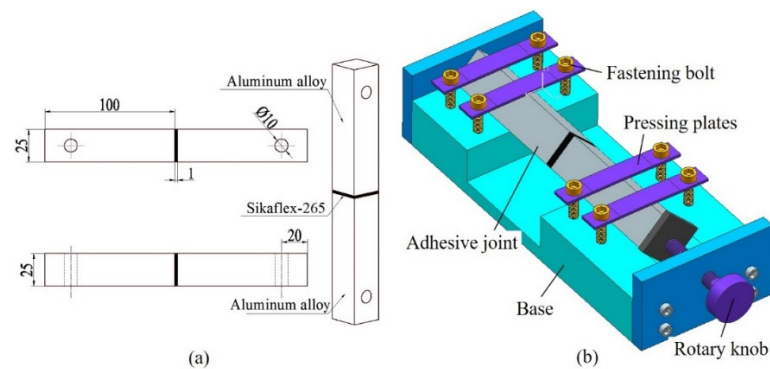 (a)
Aluminum alloy
100
Ø10
25
1
Sikaflex-265
20
25
Aluminum alloy
(b)
Fastening bolt
Pressing plates
Adhesive joint
Base
Rotary knob